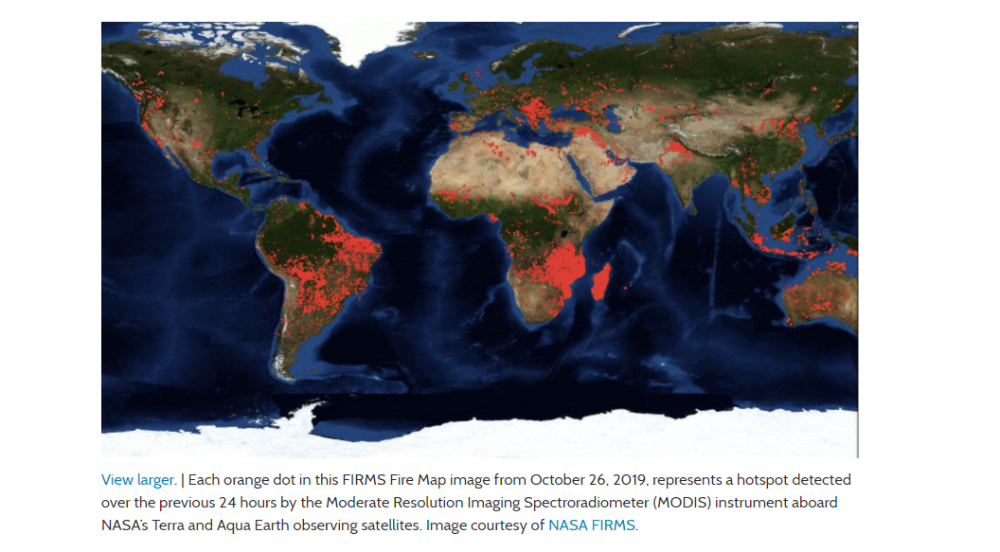 View larger. | Each orange dot in this FIRMS Fire Map image from October 26, 2019, represents a hotspot detected
over the previous 24 hours by the Moderate Resolution Imaging Spectroradiometer (MODIS) instrument aboard
NASA's Terra and Aqua Earth observing satellites. Image courtesy of NASA FIRMS.